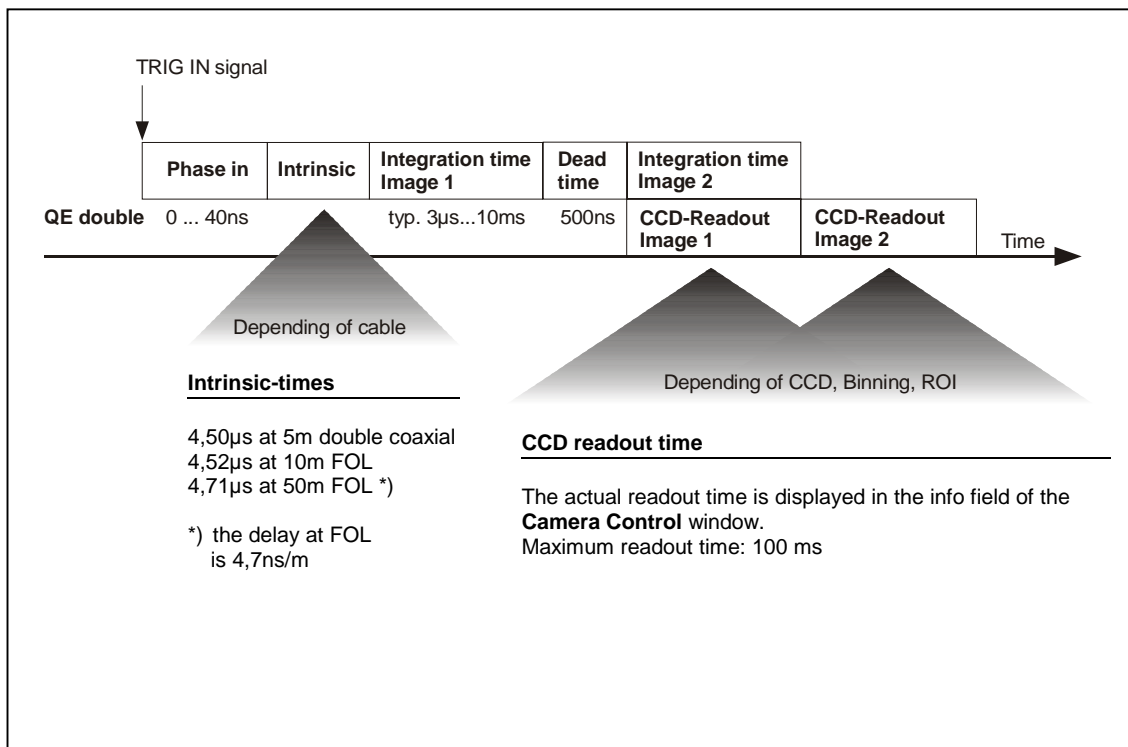 TRIG IN signal
Phase in
Intrinsic
Integration time
Image 1
Dead
time
Integration time
Image 2
QE double
0 ... 40ns
typ. 3µs...10ms
500ns
CCD-Readout
Image 1
CCD-Readout
Image 2
Time
Depending of cable
Intrinsic-times
4,50µs at 5m double coaxial
4,52µs at 10m FOL
4,71µs at 50m FOL *)
*) the delay at FOL
is 4,7ns/m
Depending of CCD, Binning, ROI
CCD readout time
The actual readout time is displayed in the info field of the
Camera Control window.
Maximum readout time: 100 ms